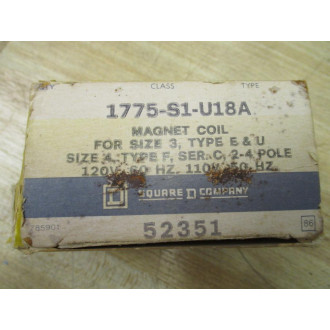 CLASS TYPE
1775-S1-U18A
MAGNET COIL
FOR SIZE 3, TYPE E & U
SIZE 4, TYPE F, SER. C, 2-4 POLE
120V. 60 HZ. 110V. 50 HZ.
D SQUARE D COMPANY
52351